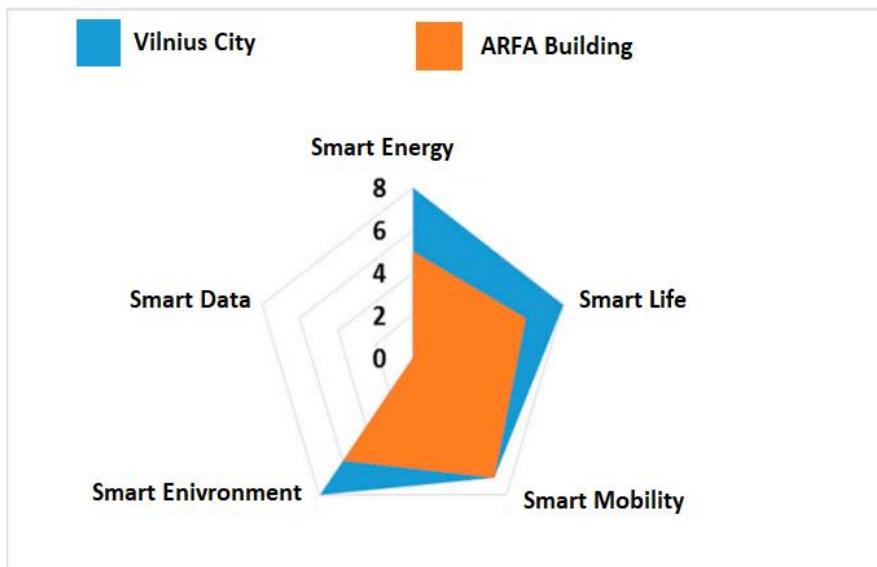 Vilnius City
ARFA Building
Smart Energy
8
6
4
2
0
Smart Data
Smart Life
Smart Enivronment
Smart Mobility